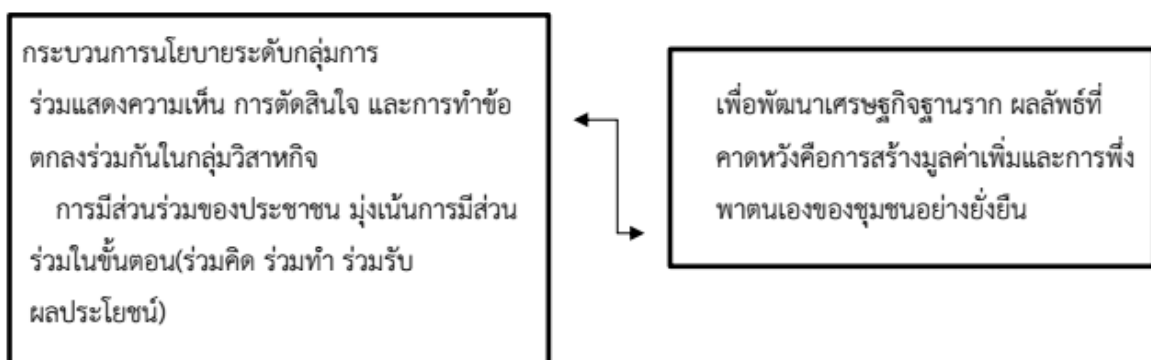 กระบวนการนโยบายระดับกลุ่มการ
ร่วมแสดงความเห็น การตัดสินใจ และการทำข้อ
ตกลงร่วมกันในกลุ่มวิสาหกิจ
การมีส่วนร่วมของประชาชน มุ่งเน้นการมีส่วน
ร่วมในขั้นตอน(ร่วมคิด ร่วมทำ ร่วมรับ
ผลประโยชน์)
เพื่อพัฒนาเศรษฐกิจฐานราก ผลลัพธ์ที่
คาดหวังคือการสร้างมูลค่าเพิ่มและการพึ่ง
พาตนเองของชุมชนอย่างยั่งยืน